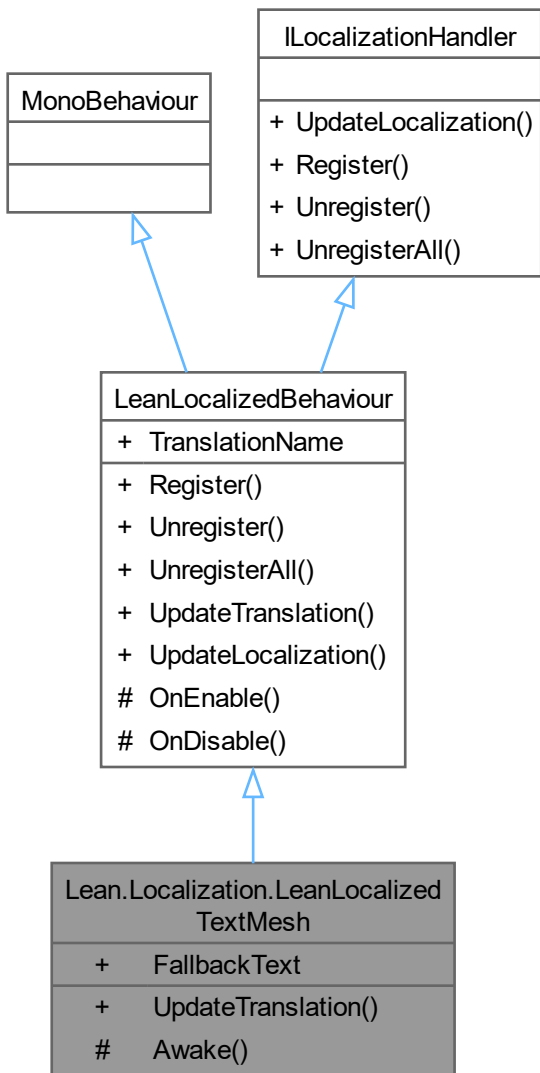 ILocalizationHandler
+ UpdateLocalization()
+ Register()
+ Unregister()
+ UnregisterAll()
MonoBehaviour
LeanLocalizedBehaviour
+ TranslationName
+ Register()
+ Unregister()
+ UnregisterAll()
+ UpdateTranslation()
+ UpdateLocalization()
# OnEnable()
# OnDisable()
Lean.Localization.LeanLocalized
TextMesh
+ FallbackText
+ UpdateTranslation()
# Awake()